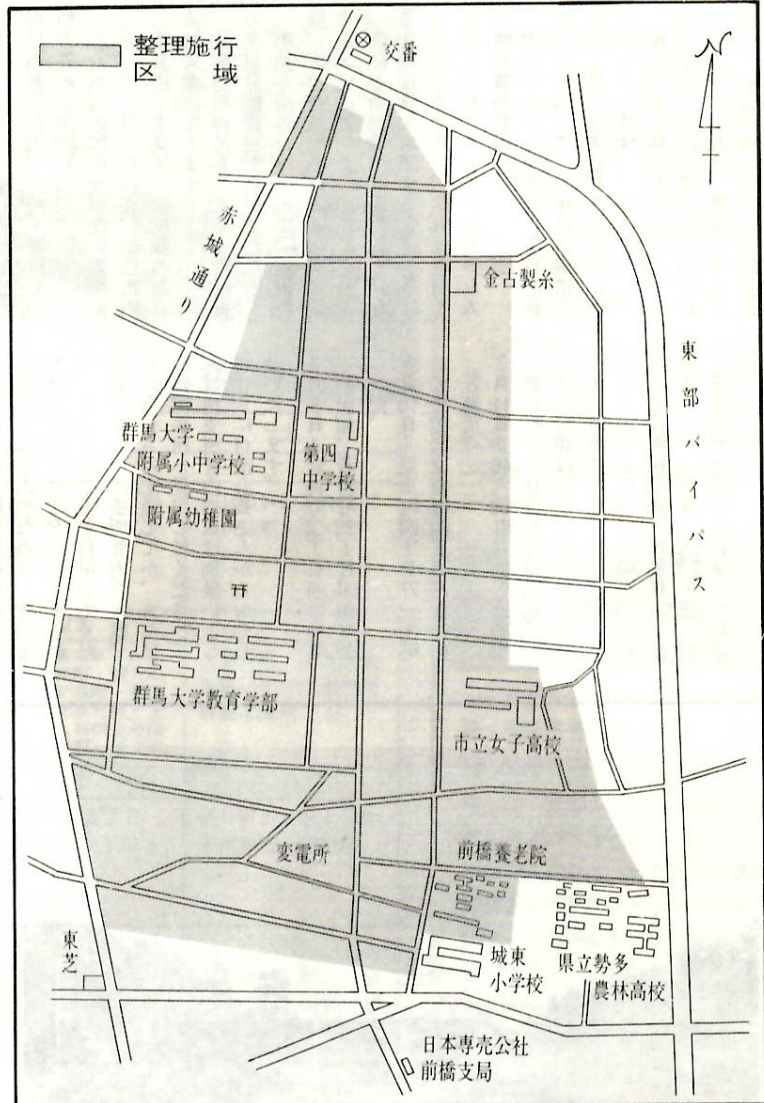 整理施行
区域
交番
N
赤城通り
金古製糸
東部バイパス
群馬大学
附属小中学校
第四
中学校
附属幼稚園
群馬大学教育学部
市立女子高校
変電所
前橋養老院
東芝
城東
小学校
県立勢多
農林高校
日本専売公社
前橋支局